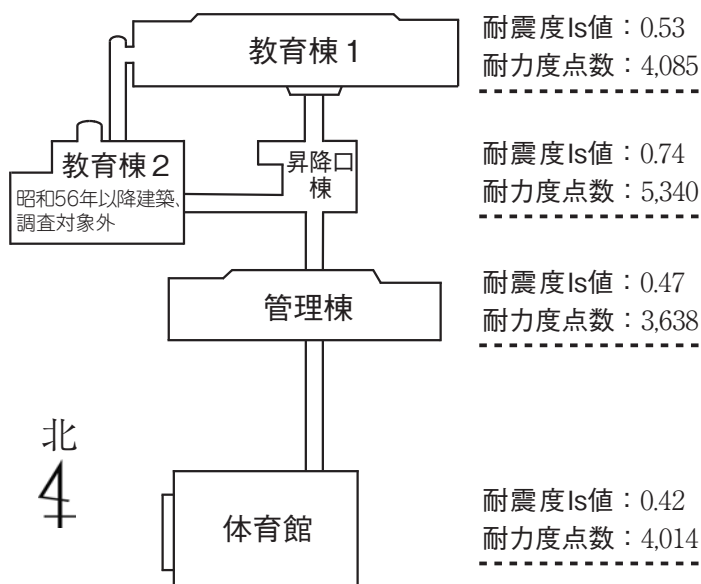 教育棟1
耐震度Is値：0.53
耐力度点数：4,085
教育棟2
昭和56年以降建築、
調査対象外
昇降口
棟
耐震度Is値：0.74
耐力度点数：5,340
管理棟
耐震度Is値：0.47
耐力度点数：3,638
北
体育館
耐震度Is値：0.42
耐力度点数：4,014